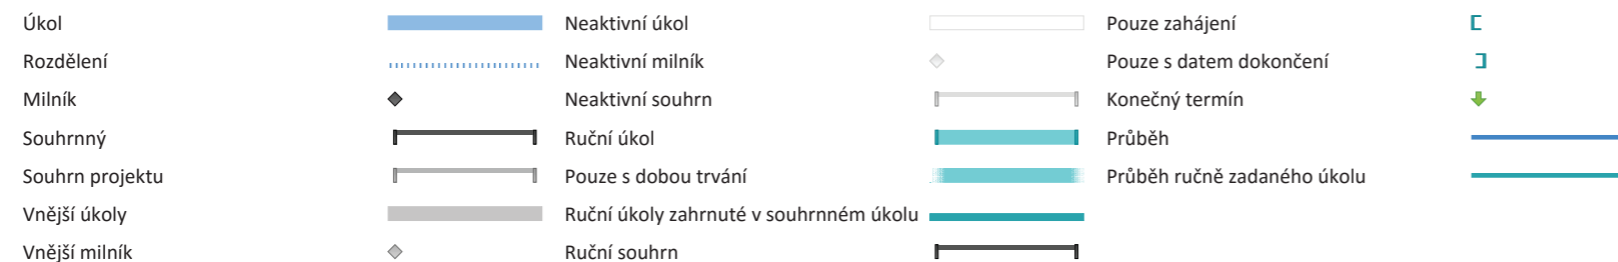 Úkol
Rozdělení
Milník
Souhrnný
Souhrn projektu
Vnější úkoly
Vnější milník
Neaktivní úkol
Neaktivní milník
Neaktivní souhrn
Ruční úkol
Pouze s dobou trvání
Ruční úkoly zahrnuté v souhrnném úkolu
Ruční souhrn
Pouze zahájení
Pouze s datem dokončení
Konečný termín
Průběh
Průběh ručně zadaného úkolu